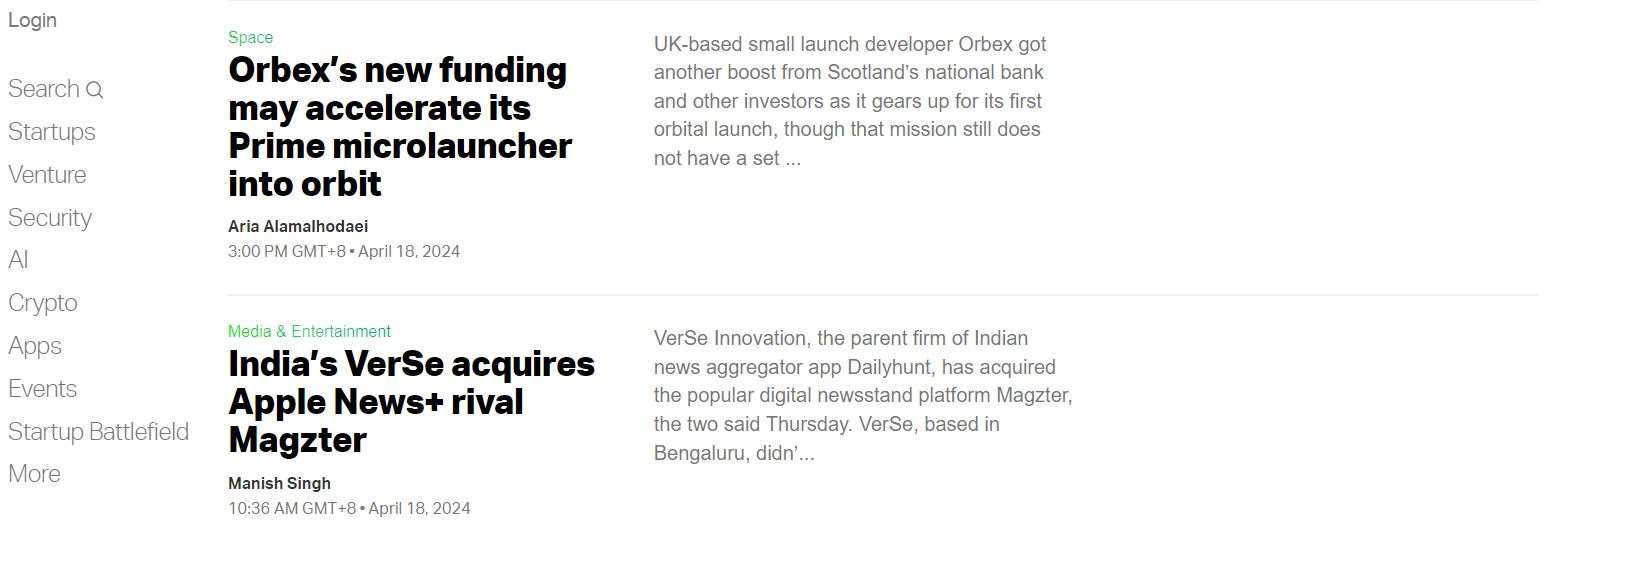 Login
Search
Startups
Venture
Security
AI
Crypto
Apps
Events
Startup Battlefield
More
Space
Orbex’s new funding
may accelerate its
Prime microlauncher
into orbit
Aria Alamalhodaei
3:00 PM GMT+8 • April 18, 2024
UK-based small launch developer Orbex got
another boost from Scotland’s national bank
and other investors as it gears up for its first
orbital launch, though that mission still does
not have a set ...
Media & Entertainment
India’s VerSe acquires
Apple News+ rival
Magzter
Manish Singh
10:36 AM GMT+8 • April 18, 2024
VerSe Innovation, the parent firm of Indian
news aggregator app Dailyhunt, has acquired
the popular digital newsstand platform Magzter,
the two said Thursday. VerSe, based in
Bengaluru, didn’...